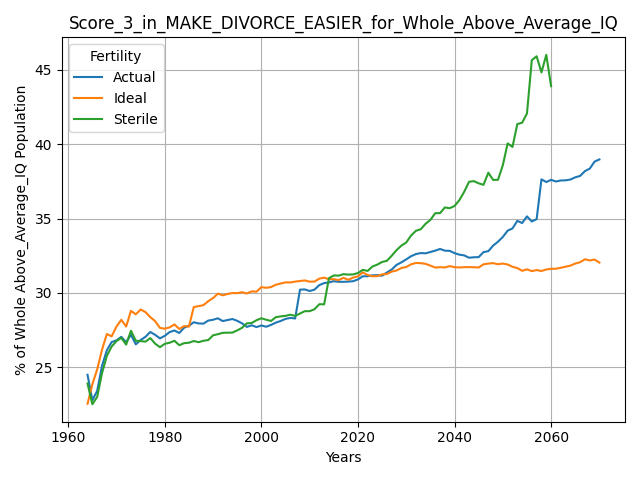 Score_3_in_MAKE_DIVORCE_EASIER_for_Whole_Above_Average_IQ
Fertility
Actual
Ideal
Sterile
% of Whole Above_Average_IQ Population
45
40
35
30
25
1960
1980
2000
2020
2040
2060
Years